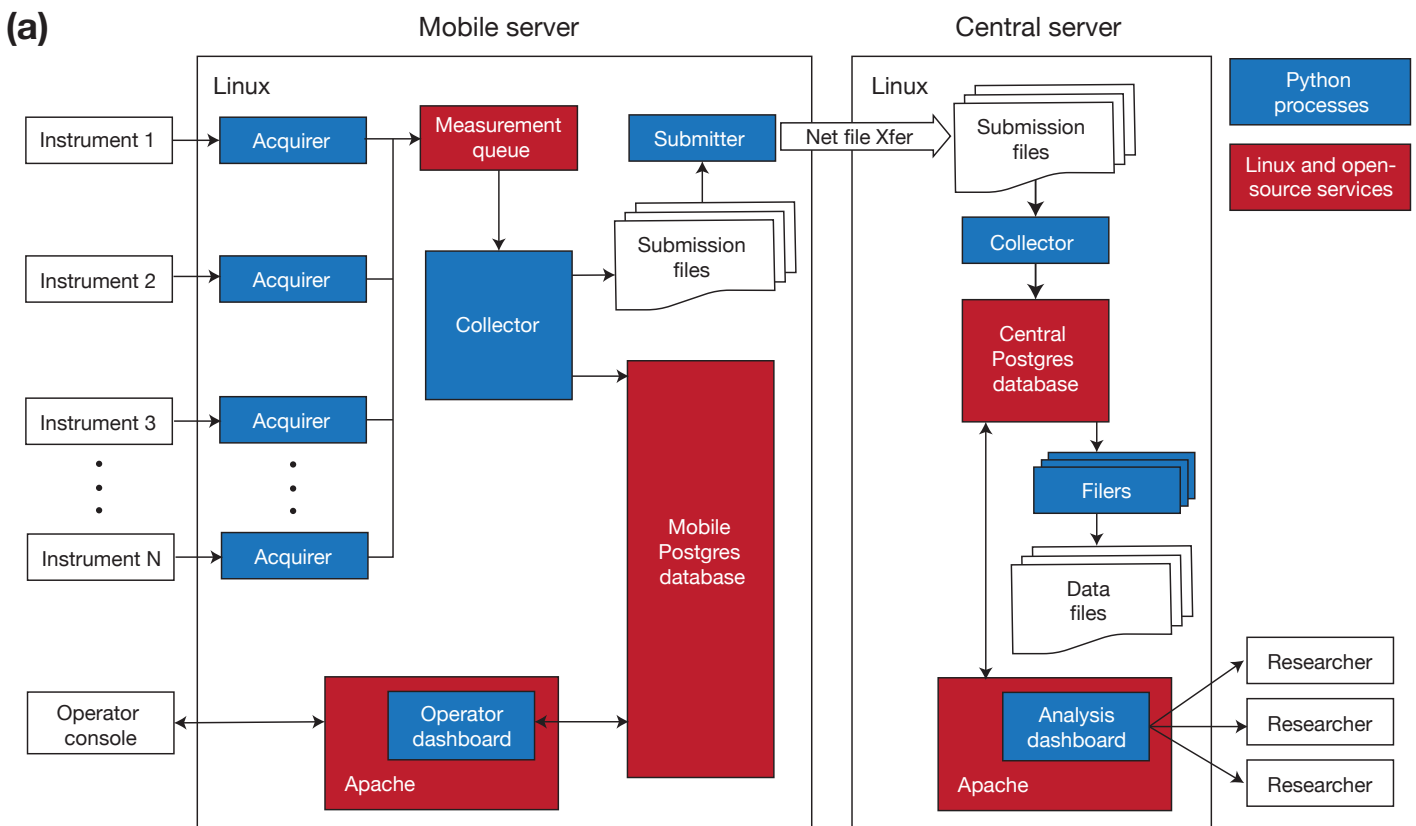 (a)
Mobile server
Central server
Linux
Linux
Python
processes
Linux and open-
source services
Instrument 1
Acquirer
Measurement
queue
Submitter
Net file Xfer
Submission
files
Instrument 2
Acquirer
Submission
files
Collector
Collector
Central
Postgres
database
Instrument 3
Acquirer
Filers
Instrument N
Acquirer
Mobile
Postgres
database
Data
files
Operator
console
Operator
dashboard
Apache
Analysis
dashboard
Apache
Researcher
Researcher
Researcher